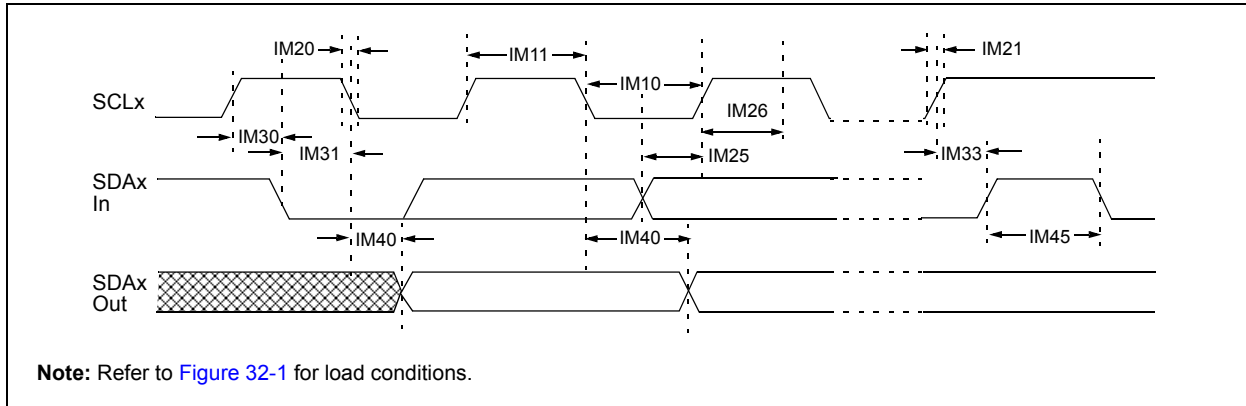 IM20
IM11
IM21
IM10
SCLx
IM26
IM30
IM31
IM25
IM33
SDAx
In
IM40
IM40
IM45
SDAx
Out
Note: Refer to Figure 32-1 for load conditions.